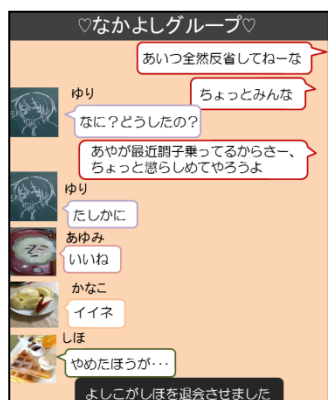 ♡なかよしグループ♡
あいつ全然反省してねーな
ちょっとみんな
ゆり
なに？どうしたの？
あやが最近調子乗ってるからさー、
ちょっと懲らしめてやろうよ
ゆり
たしかに
あゆみ
いいね
かなこ
イイネ
しほ
やめたほうが・・・
よしこがしほを退会させました